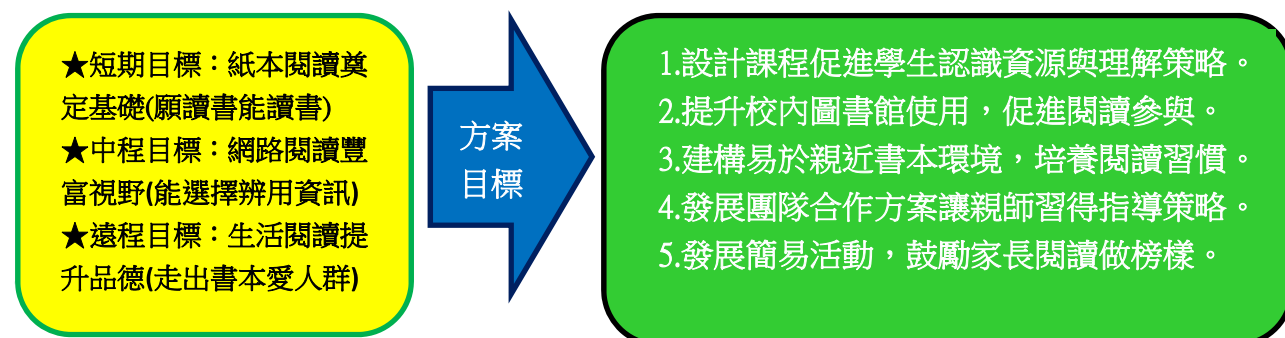 ★短期目標：紙本閱讀奠
定基礎(願讀書能讀書)
★中程目標：網路閱讀豐
富視野(能選擇辨用資訊)
★遠程目標：生活閱讀提
升品德(走出書本愛人群)
方案
目標
1.設計課程促進學生認識資源與理解策略。
2.提升校內圖書館使用，促進閱讀參與。
3.建構易於親近書本環境，培養閱讀習慣。
4.發展團隊合作方案讓親師習得指導策略。
5.發展簡易活動，鼓勵家長閱讀做榜樣。